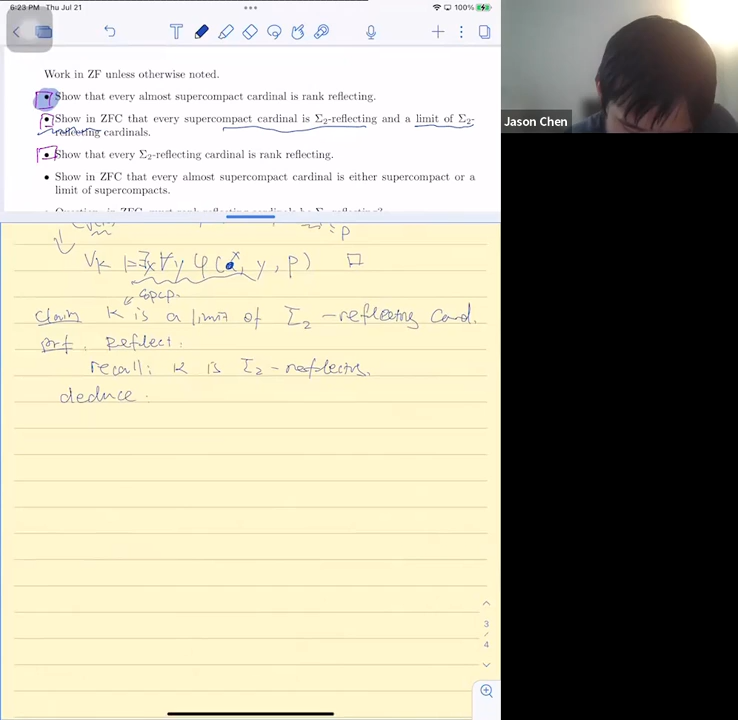 6:23 PM Thu Jul 21
100%
Work in ZF unless otherwise noted.
• Show that every almost supercompact cardinal is rank reflecting.
• Show in ZFC that every supercompact cardinal is Σ₂-reflecting and a limit of Σ₂-
reflecting cardinals.
• Show that every Σ₂-reflecting cardinal is rank reflecting.
• Show in ZFC that every almost supercompact cardinal is either supercompact or a
limit of supercompacts.
p
Vκ ⊨ ∃x∀y φ(x, y, p) □
Claim κ is a limit of Σ₂-reflecting Card.
prf. Reflect.
recall: κ is Σ₂-reflecting.
deduce.
3
/
4
Jason Chen